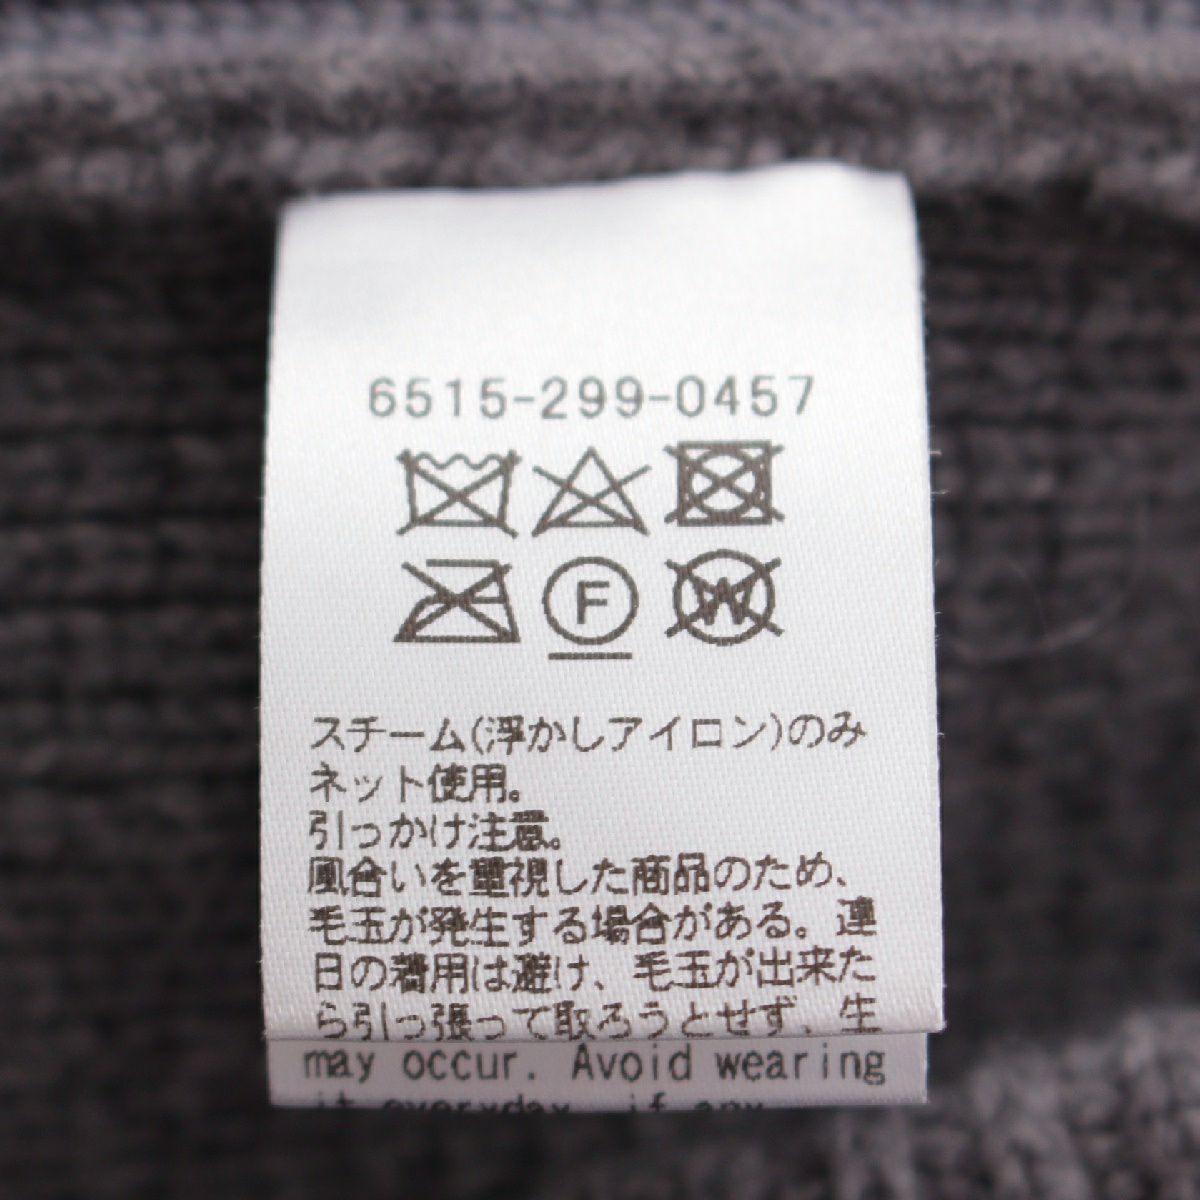 6515-299-0457
F
W
スチーム(浮かしアイロン)のみ
ネット使用。
引っかけ注意。
風合いを重視した商品のため、
毛玉が発生する場合がある。連
日の着用は避け、毛玉が出来た
ら引っ張って取ろうとせず、生
may occur. Avoid wearing
it everyday, if any